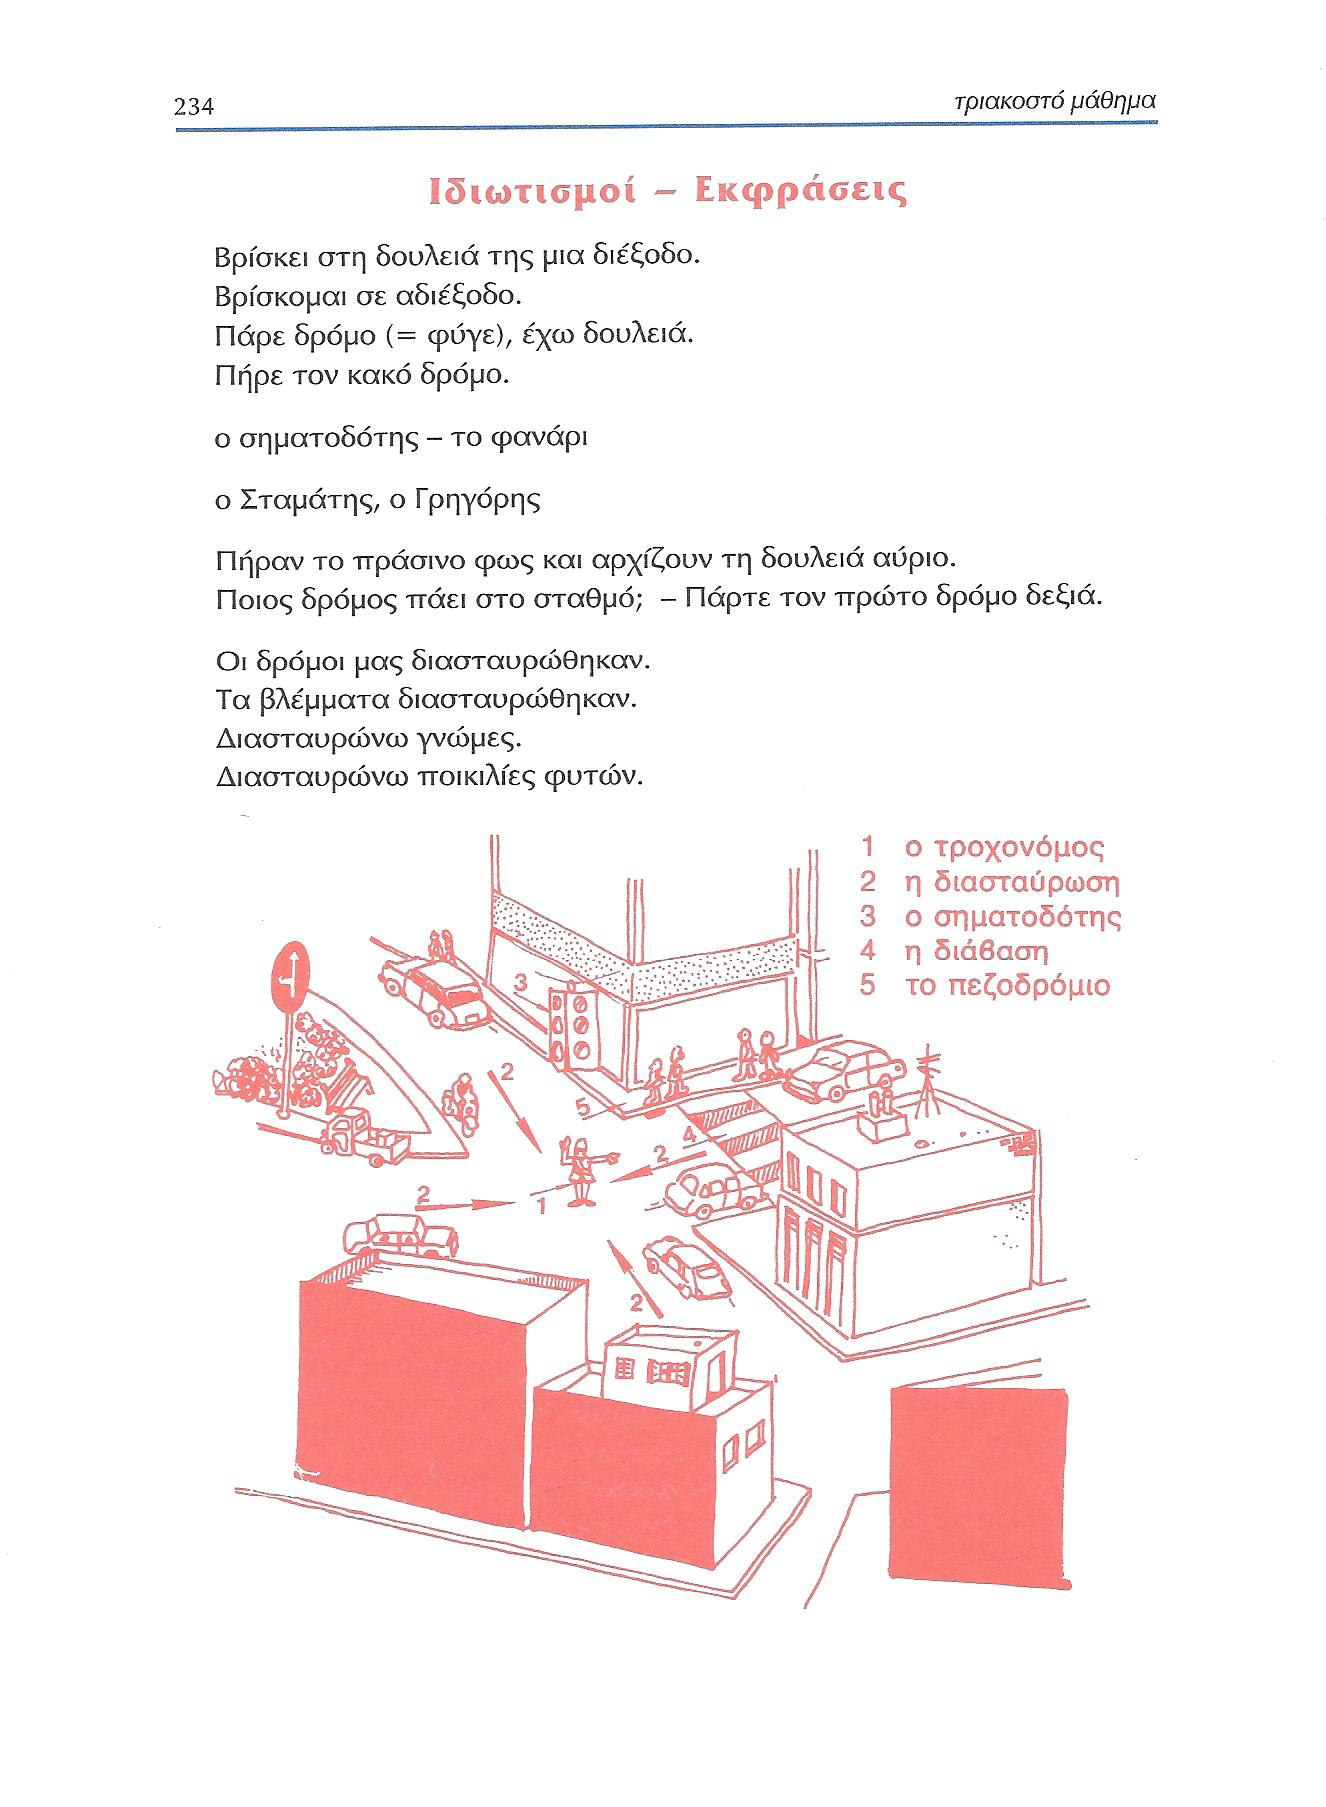 234
τριακοστό μάθημα
Ιδιωτισμοί – Εκφράσεις
Βρίσκει στη δουλειά της μια διέξοδο.
Βρίσκομαι σε αδιέξοδο.
Πάρε δρόμο (= φύγε), έχω δουλειά.
Πήρε τον κακό δρόμο.
ο σηματοδότης – το φανάρι
ο Σταμάτης, ο Γρηγόρης
Πήραν το πράσινο φως και αρχίζουν τη δουλειά αύριο.
Ποιος δρόμος πάει στο σταθμό; – Πάρτε τον πρώτο δρόμο δεξιά.
Οι δρόμοι μας διασταυρώθηκαν.
Τα βλέμματα διασταυρώθηκαν.
Διασταυρώνω γνώμες.
Διασταυρώνω ποικιλίες φυτών.
1 ο τροχονόμος
2 η διασταύρωση
3 ο σηματοδότης
4 η διάβαση
5 το πεζοδρόμιο
3
2
5
4
2
2
1
2